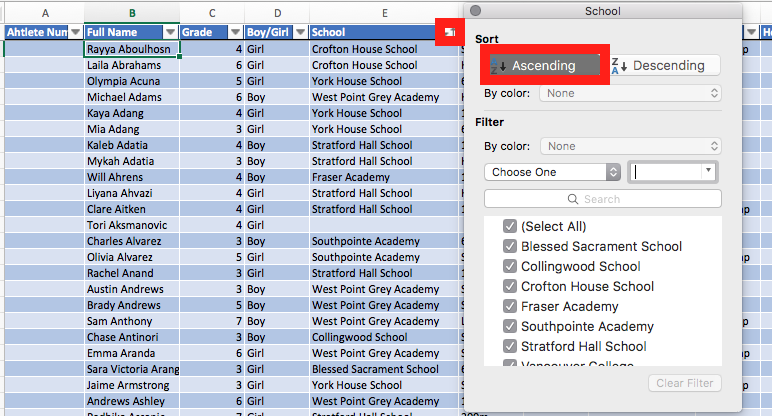 A B C D E
Ahtlete Num Full Name Grade Boy/Girl School
Rayya Aboulhosn 4 Girl Crofton House School
Laila Abrahams 6 Girl Crofton House School
Olympia Acuna 5 Girl York House School
Michael Adams 6 Boy West Point Grey Academy
Kaya Adang 4 Girl York House School
Mia Adang 3 Girl York House School
Kaleb Adatia 4 Boy Stratford Hall School
Mykah Adatia 3 Boy Stratford Hall School
Will Ahrens 4 Boy Fraser Academy
Liyana Ahvazi 4 Girl Stratford Hall School
Clare Aitken 4 Girl Stratford Hall School
Tori Aksmanovic 4 Girl
Charles Alvarez 3 Boy Southpointe Academy
Olivia Alvarez 5 Girl Southpointe Academy
Rachel Anand 3 Girl Stratford Hall School
Austin Andrews 3 Boy West Point Grey Academy
Brady Andrews 5 Boy West Point Grey Academy
Sam Anthony 7 Boy West Point Grey Academy
Chase Antinori 3 Boy Collingwood School
Emma Aranda 6 Girl West Point Grey Academy
Sara Victoria Arang 3 Girl Blessed Sacrament School
Jaime Armstrong 3 Girl York House School
Andrews Ashley 6 Girl West Point Grey Academy
School
Sort
A Z Ascending
Z A Descending
By color: None
Filter
By color: None
Choose One
Search
(Select All)
Blessed Sacrament School
Collingwood School
Crofton House School
Fraser Academy
Southpointe Academy
Stratford Hall School
Vancouver College
Clear Filter